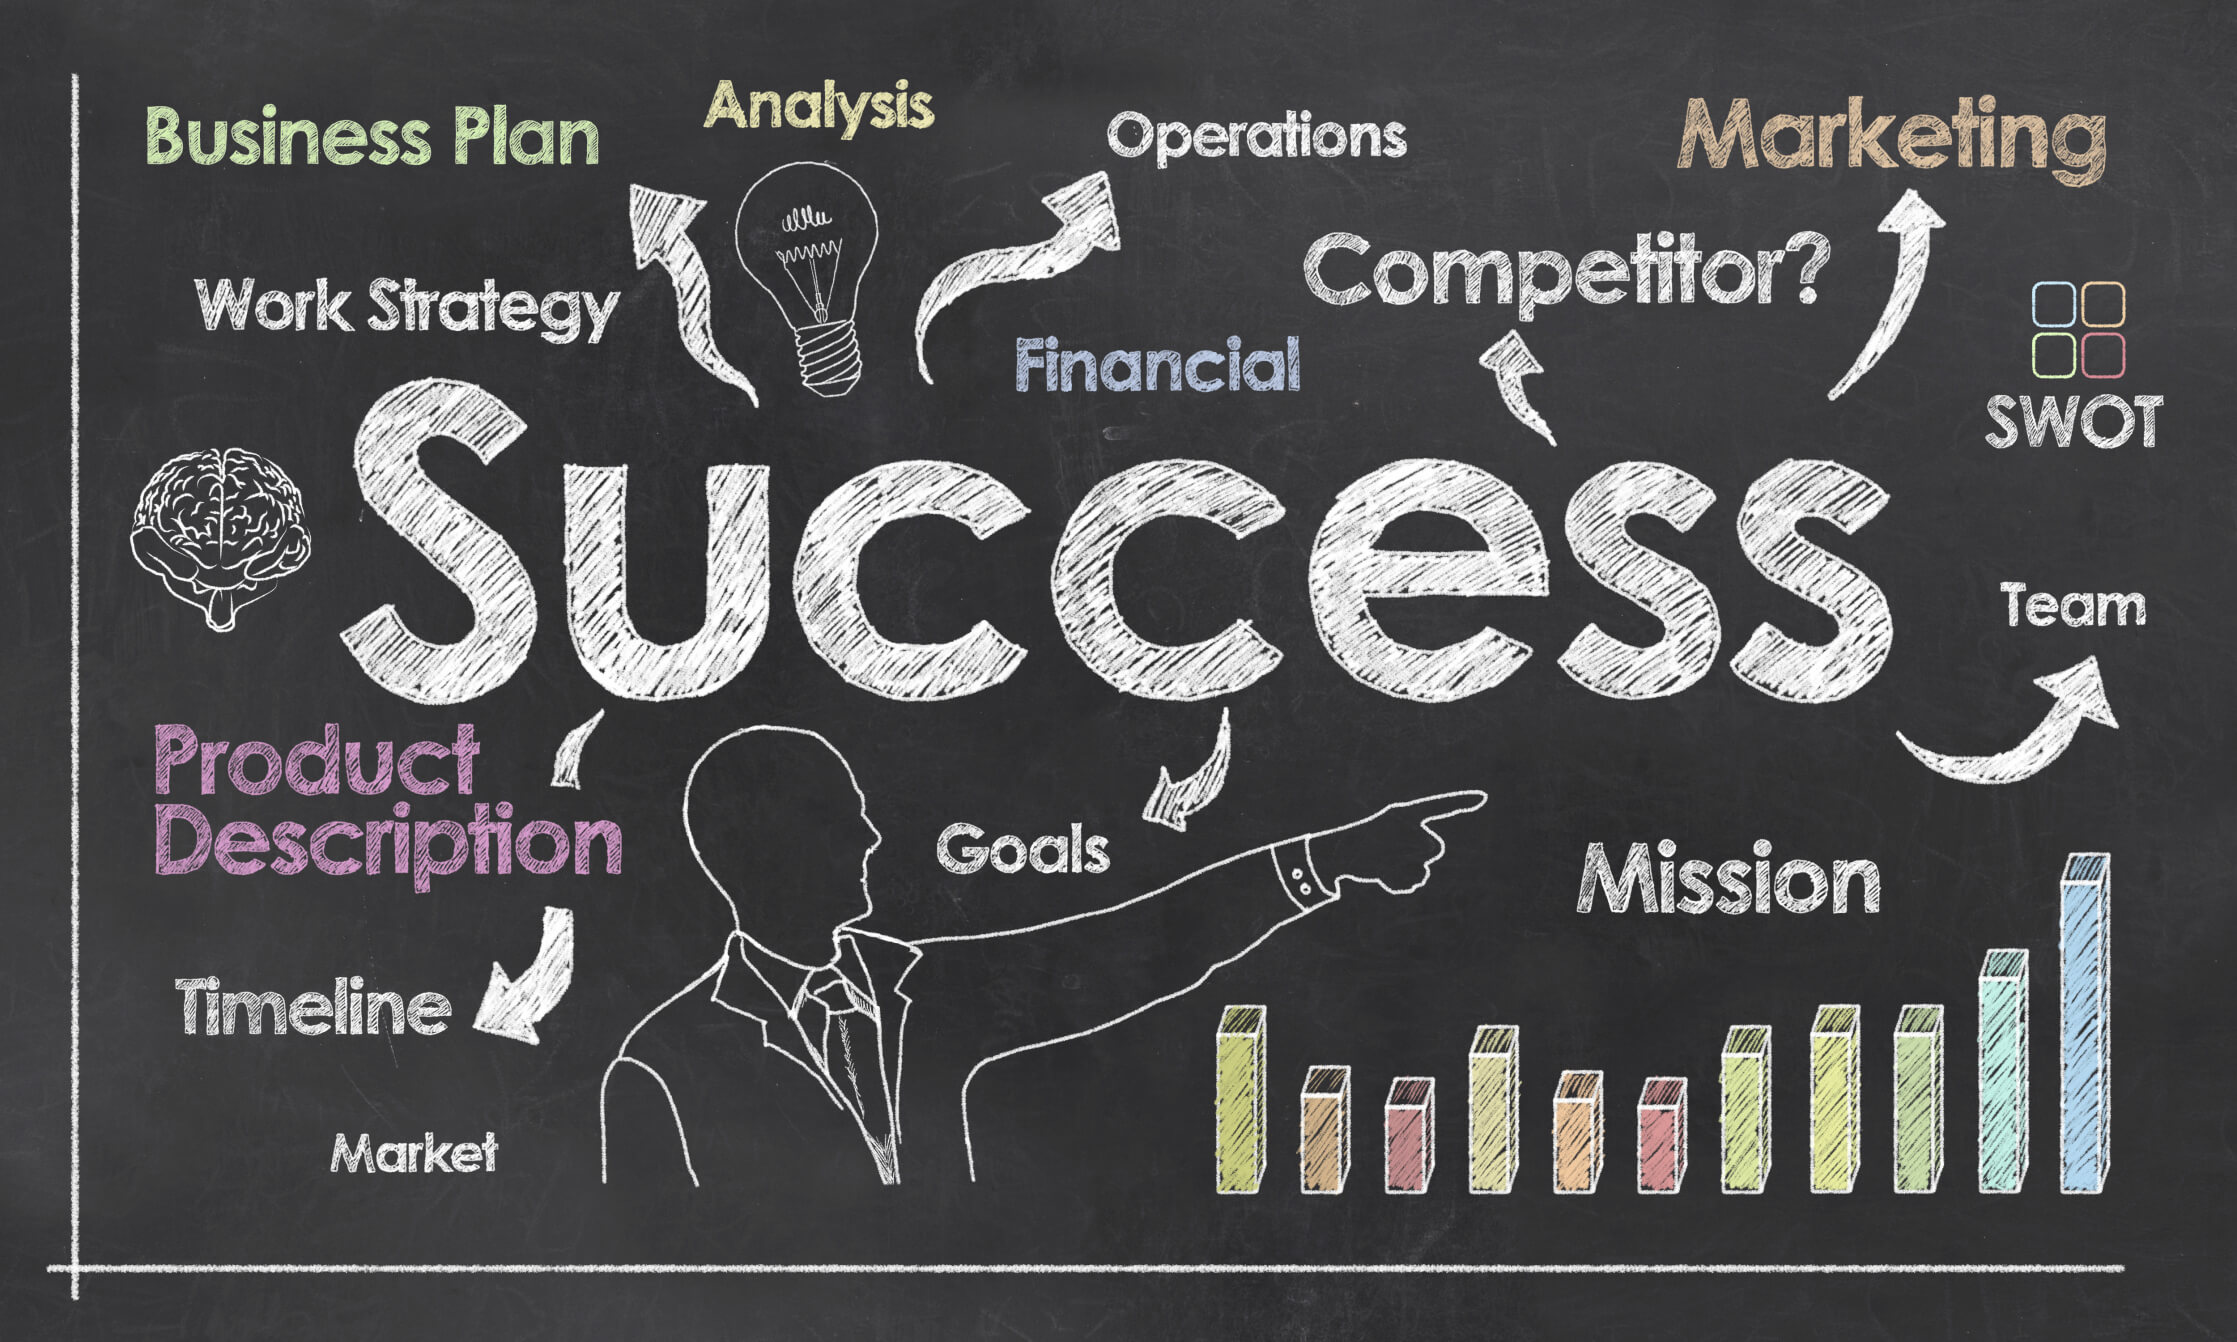 Business Plan
Analysis
Operations
Marketing
Work Strategy
Competitor?
Financial
SWOT
Success
Team
Product
Description
Goals
Mission
Timeline
Market